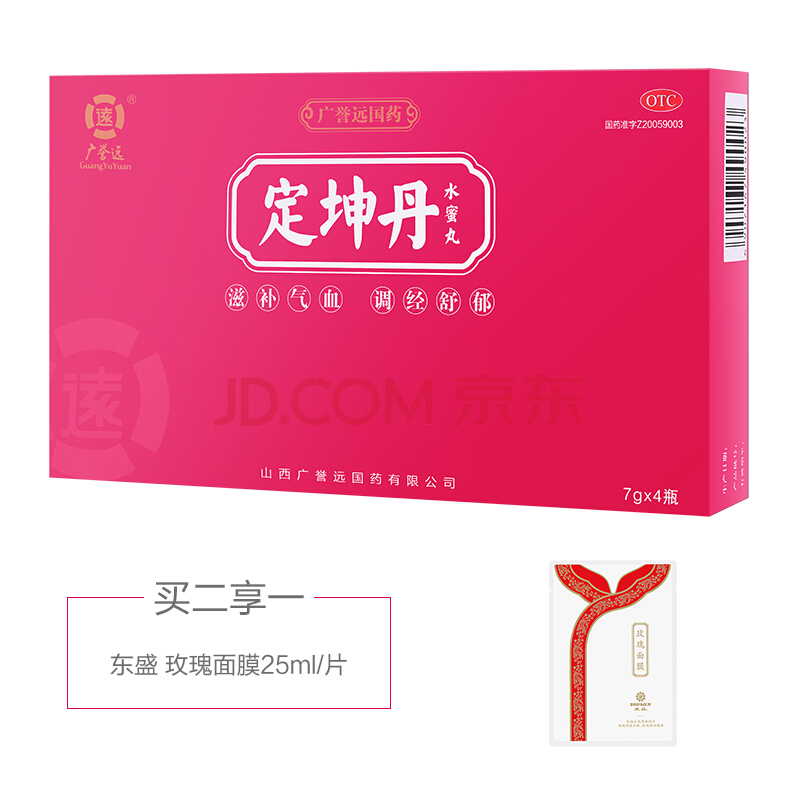 遠
®
广誉远
GuangYuYuan
广誉远国药
OTC
国药准字Z20059003
定坤丹
水蜜丸
滋补气血 调经舒郁
遠
JD.COM 京东
山西广誉远国药有限公司
7gx4瓶
买二享一
东盛 玫瑰面膜25ml/片
玫瑰面膜